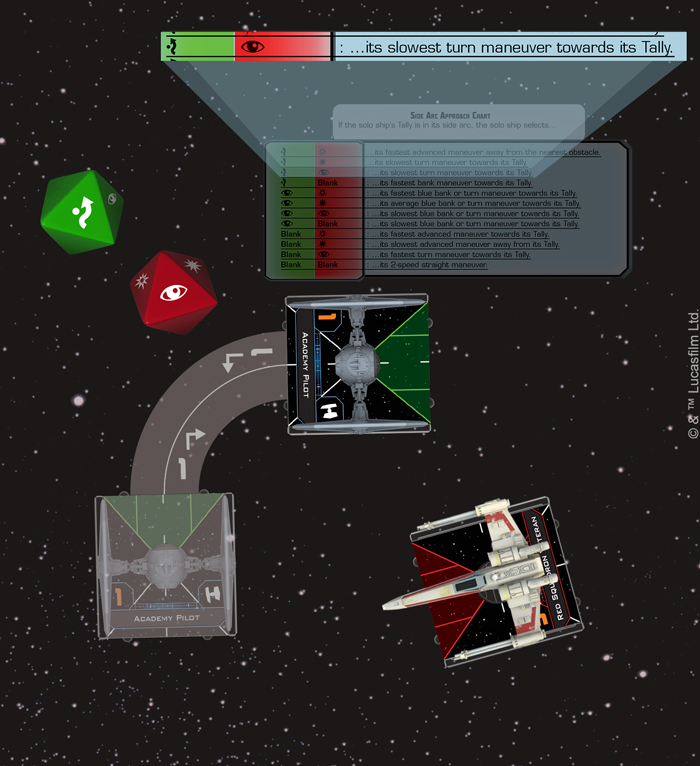 : ...its slowest turn maneuver towards its Tally.
Side Arc Approach Chart
If the solo ship's Tally is in its side arc, the solo ship selects...
: ...its fastest advanced maneuver away from the nearest obstacle.
: ...its slowest turn maneuver towards its Tally.
: ...its slowest turn maneuver towards its Tally.
Blank : ...its fastest bank maneuver towards its Tally.
: ...its fastest blue bank or turn maneuver towards its Tally.
: ...its average blue bank or turn maneuver towards its Tally.
: ...its slowest blue bank or turn maneuver towards its Tally.
Blank : ...its slowest blue bank or turn maneuver towards its Tally.
Blank : ...its fastest advanced maneuver towards its Tally.
Blank : ...its slowest advanced maneuver away from its Tally.
Blank : ...its fastest turn maneuver towards its Tally.
Blank Blank : ...its 2-speed straight maneuver.
1
ACADEMY PILOT
1
1
1
ACADEMY PILOT
RED SQUADRON VETERAN
© & ™ Lucasfilm Ltd.